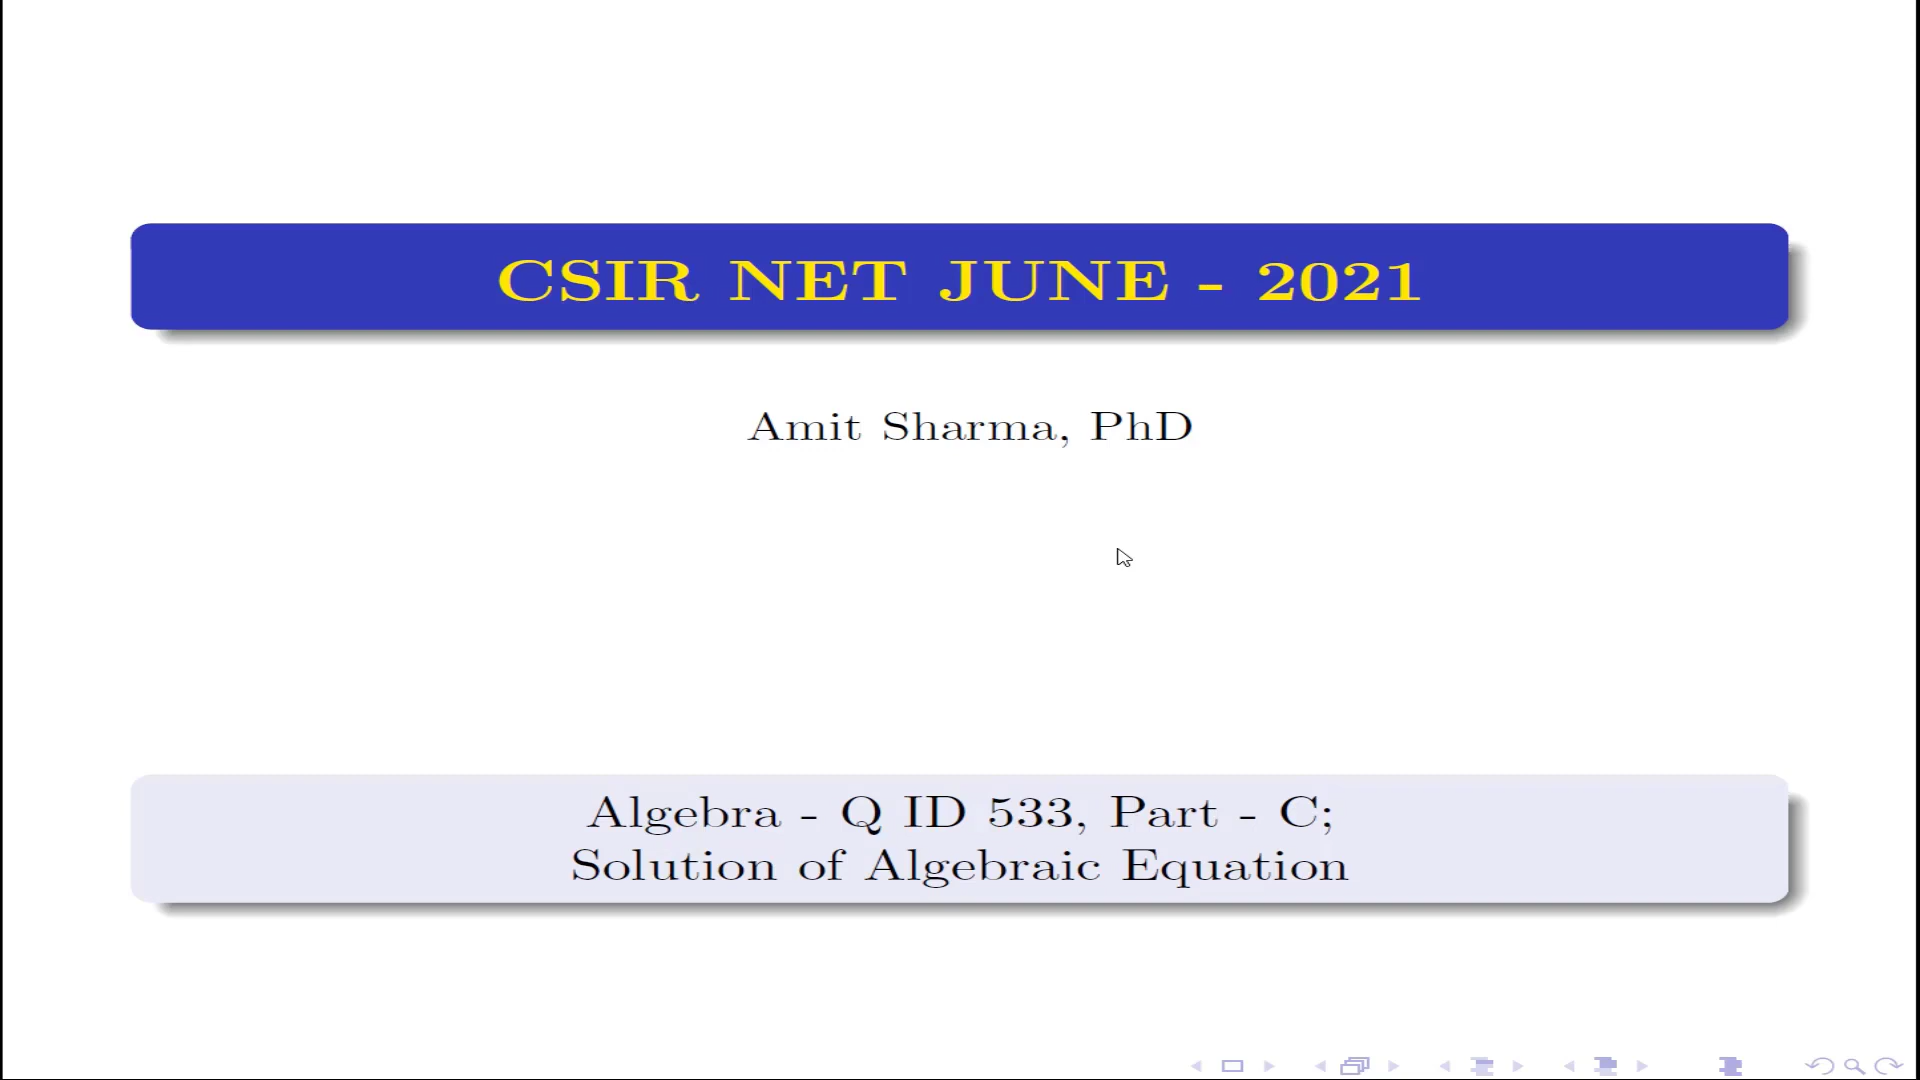 CSIR NET JUNE - 2021
Amit Sharma, PhD
Algebra - Q ID 533, Part - C;
Solution of Algebraic Equation